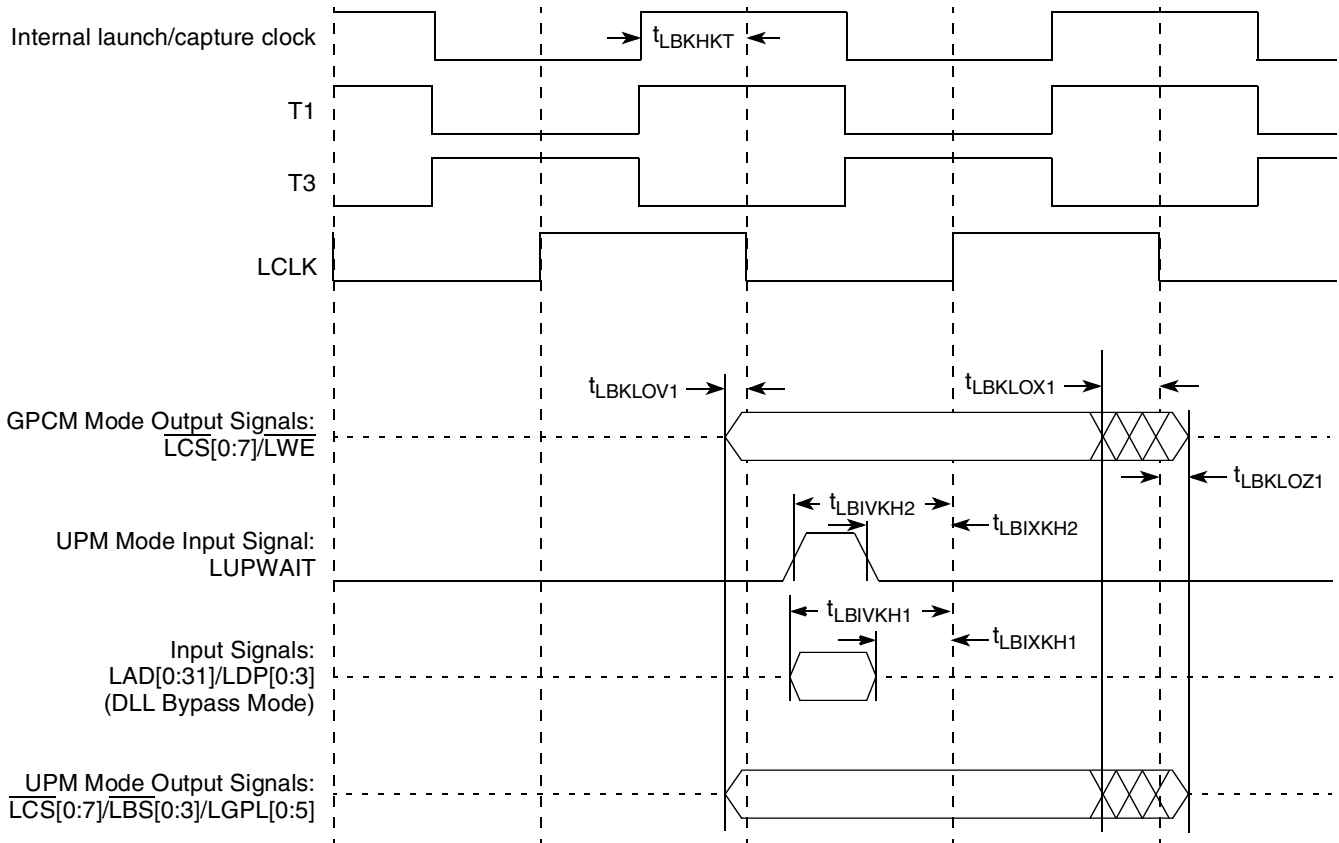 Internal launch/capture clock
tLBKHKT
T1
T3
LCLK
tLBKLOV1
tLBKLOX1
GPCM Mode Output Signals:
LCS[0:7]/LWE
tLBKLOZ1
tLBIVKH2
tLBIXKH2
UPM Mode Input Signal:
LUPWAIT
tLBIVKH1
tLBIXKH1
Input Signals:
LAD[0:31]/LDP[0:3]
(DLL Bypass Mode)
UPM Mode Output Signals:
LCS[0:7]/LBS[0:3]/LGPL[0:5]